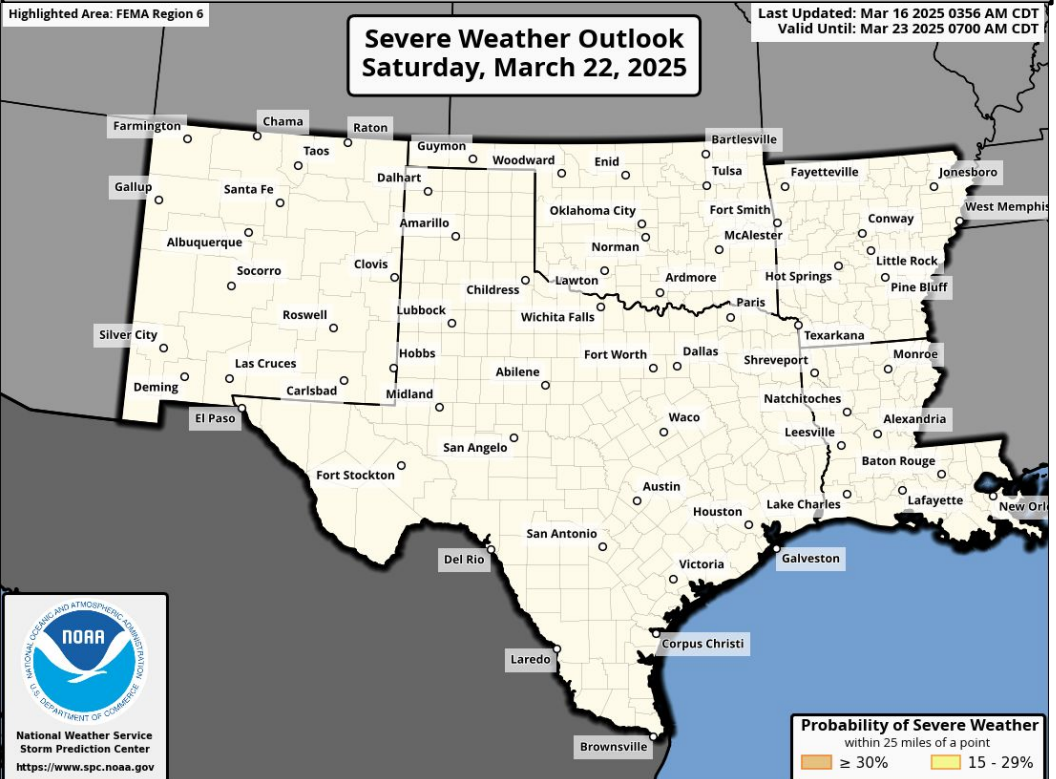 Highlighted Area: FEMA Region 6
Last Updated: Mar 16 2025 0356 AM CDT
Valid Until: Mar 23 2025 0700 AM CDT
Severe Weather Outlook
Saturday, March 22, 2025
Farmington
Chama
Raton
Taos
Guymon
Woodward
Enid
Bartlesville
Tulsa
Fayetteville
Jonesboro
Gallup
Santa Fe
Dalhart
West Memphis
Oklahoma City
Fort Smith
Conway
Amarillo
Albuquerque
Norman
McAlester
Little Rock
Socorro
Clovis
Childress
Lawton
Ardmore
Hot Springs
Pine Bluff
Roswell
Lubbock
Wichita Falls
Paris
Texarkana
Silver City
Las Cruces
Hobbs
Fort Worth
Dallas
Shreveport
Monroe
Deming
Carlsbad
Midland
Abilene
Natchitoches
El Paso
Waco
Leesville
Alexandria
San Angelo
Baton Rouge
Fort Stockton
Austin
Houston
Lake Charles
Lafayette
New Orl
San Antonio
Del Rio
Victoria
Galveston
Corpus Christi
Laredo
Brownsville
NATIONAL OCEANIC AND ATMOSPHERIC ADMINISTRATION
NOAA
U.S. DEPARTMENT OF COMMERCE
National Weather Service
Storm Prediction Center
https://www.spc.noaa.gov
Probability of Severe Weather
within 25 miles of a point
≥ 30%
15 - 29%